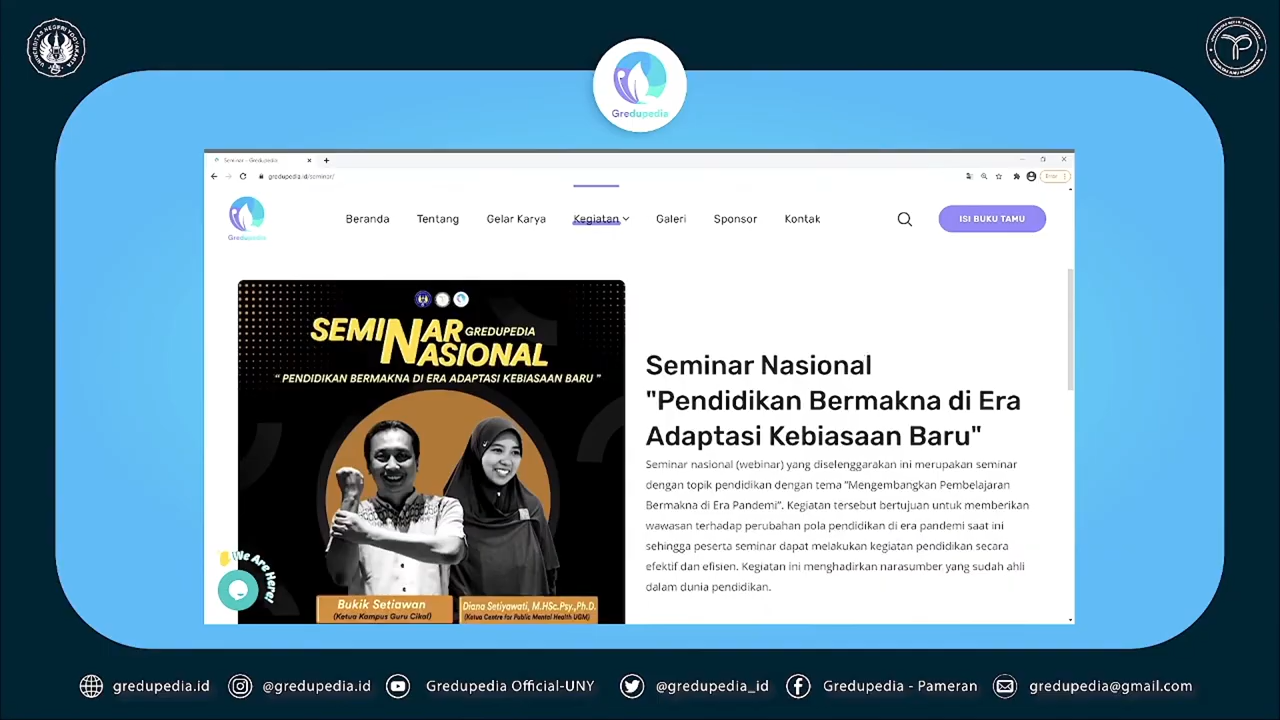 UNIVERSITAS NEGERI YOGYAKARTA
Gredupedia
Seminar – Gredupedia
gredupedia.id/seminar/
Error
Gredupedia
Beranda
Tentang
Gelar Karya
Kegiatan
Galeri
Sponsor
Kontak
ISI BUKU TAMU
SEMINAR GREDUPEDIA
NASIONAL
“ PENDIDIKAN BERMAKNA DI ERA ADAPTASI KEBIASAAN BARU ”
Bukik Setiawan
(Ketua Kampus Guru Cikal)
Diana Setiyawati, M.HSc.Psy.,Ph.D.
(Ketua Centre for Public Mental Health UGM)
We Are Here!
Seminar Nasional
"Pendidikan Bermakna di Era
Adaptasi Kebiasaan Baru"
Seminar nasional (webinar) yang diselenggarakan ini merupakan seminar
dengan topik pendidikan dengan tema “Mengembangkan Pembelajaran
Bermakna di Era Pandemi”. Kegiatan tersebut bertujuan untuk memberikan
wawasan terhadap perubahan pola pendidikan di era pandemi saat ini
sehingga peserta seminar dapat melakukan kegiatan pendidikan secara
efektif dan efisien. Kegiatan ini menghadirkan narasumber yang sudah ahli
dalam dunia pendidikan.
gredupedia.id
@gredupedia.id
Gredupedia Official-UNY
@gredupedia_id
Gredupedia - Pameran
gredupedia@gmail.com